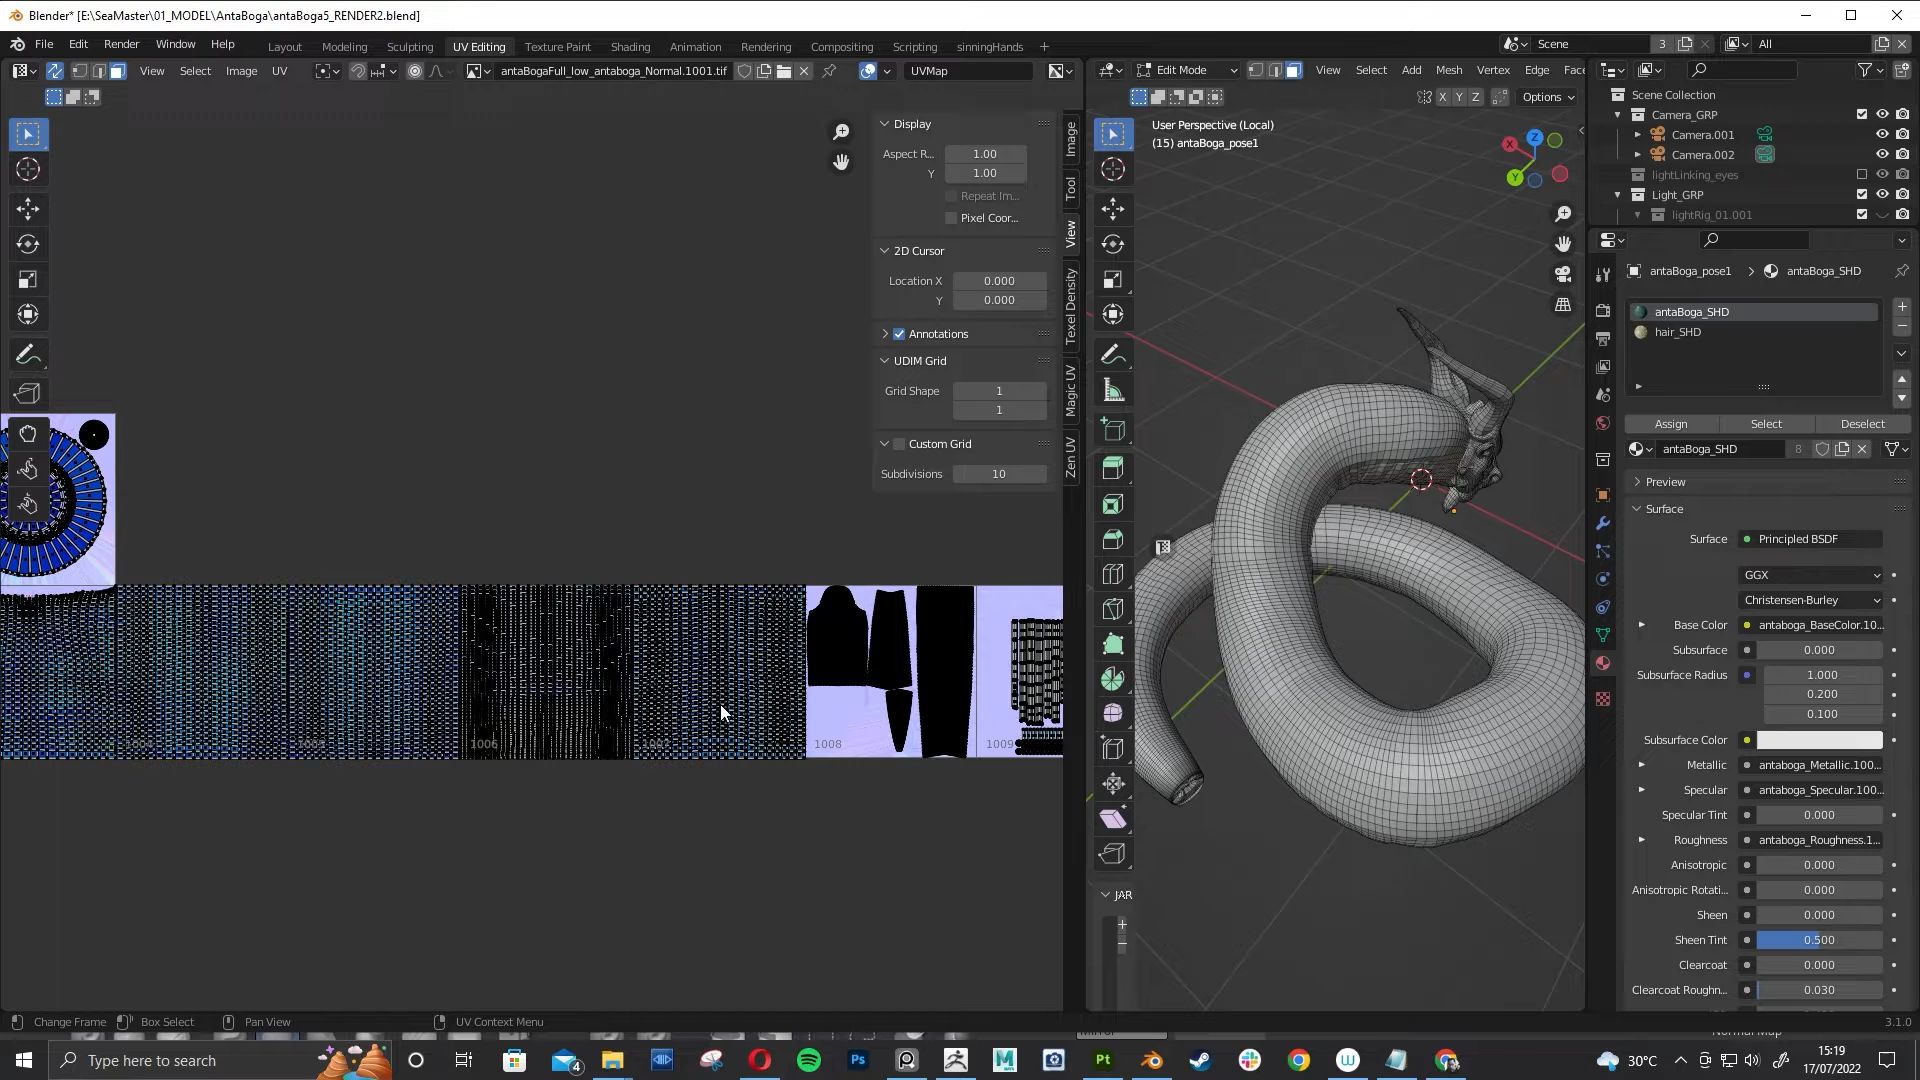 Blender* [E:\SeaMaster\01_MODEL\AntaBoga\antaBoga5_RENDER2.blend]
File Edit Render Window Help Layout Modeling Sculpting UV Editing Texture Paint Shading Animation Rendering Compositing Scripting sinningHands + Scene 3 All
View Select Image UV antaBogaFull_low_antaboga_Normal.1001.tif UVMap Edit Mode View Select Add Mesh Vertex Edge Face
X Y Z Options
Display
Aspect R... 1.00
Y 1.00
Repeat Im...
Pixel Coor...
2D Cursor
Location X 0.000
Y 0.000
Annotations
UDIM Grid
Grid Shape 1
1
Custom Grid
Subdivisions 10
Image
Tool
View
Texel Density
Magic UV
Zen UV
1006
1008
1009
User Perspective (Local)
(15) antaBoga_pose1
X Y Z
JAR
Scene Collection
Camera_GRP
Camera.001
Camera.002
lightLinking_eyes
Light_GRP
lightRig_01.001
antaBoga_pose1 > antaBoga_SHD
antaBoga_SHD
hair_SHD
Assign Select Deselect
antaBoga_SHD 8
Preview
Surface
Surface Principled BSDF
GGX
Christensen-Burley
Base Color antaboga_BaseColor.10...
Subsurface 0.000
Subsurface Radius 1.000
0.200
0.100
Subsurface Color
Metallic antaboga_Metallic.100...
Specular antaboga_Specular.100...
Specular Tint 0.000
Roughness antaboga_Roughness.1...
Anisotropic 0.000
Anisotropic Rotati... 0.000
Sheen 0.000
Sheen Tint 0.500
Clearcoat 0.000
Clearcoat Roughn... 0.030
Change Frame Box Select Pan View UV Context Menu 3.1.0
Type here to search
4
Ps
Pt
30°C
15:19
17/07/2022